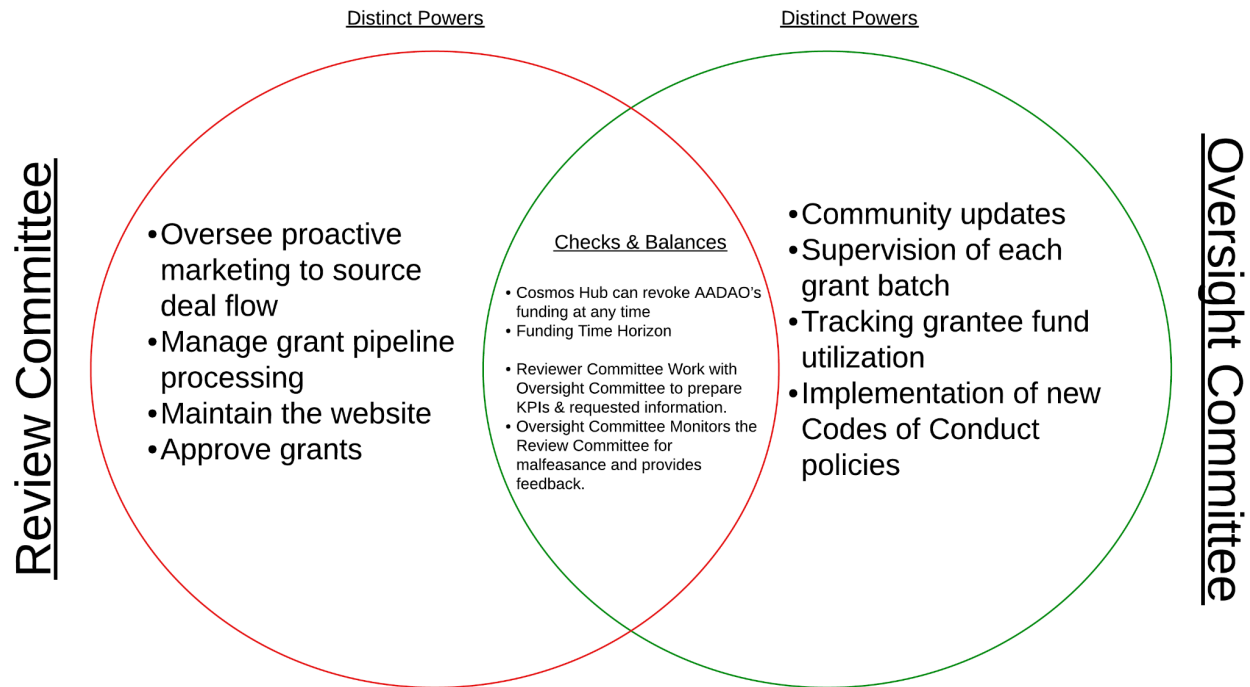 Distinct Powers
Distinct Powers
Review Committee
•Oversee proactive
marketing to source
deal flow
•Manage grant pipeline
processing
•Maintain the website
•Approve grants
Checks & Balances
• Cosmos Hub can revoke AADAO’s
funding at any time
• Funding Time Horizon
• Reviewer Committee Work with
Oversight Committee to prepare
KPIs & requested information.
• Oversight Committee Monitors the
Review Committee for
malfeasance and provides
feedback.
•Community updates
•Supervision of each
grant batch
•Tracking grantee fund
utilization
•Implementation of new
Codes of Conduct
policies
Oversight Committee